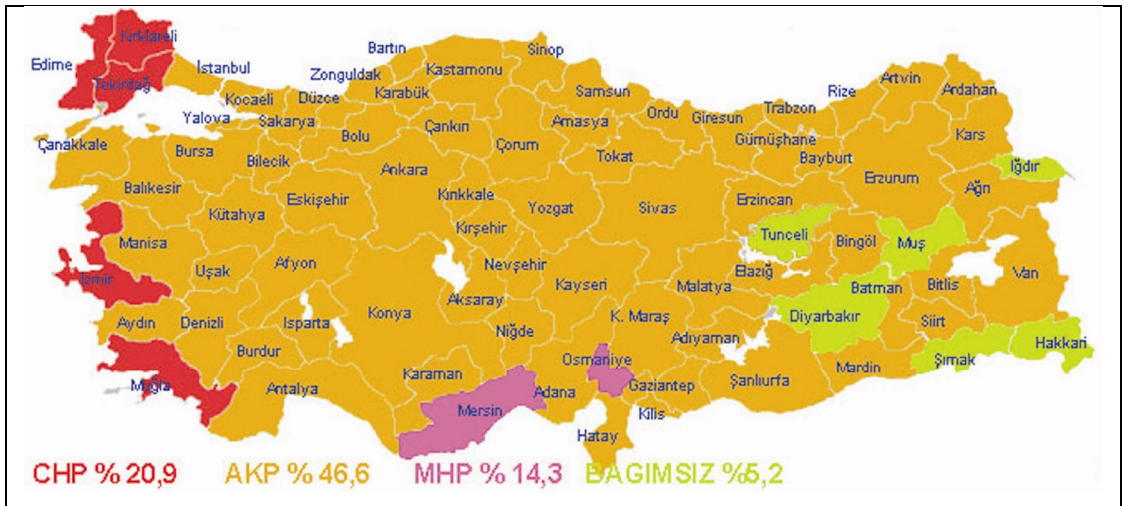 Kırklareli
Edirne
Tekirdağ
İstanbul
Bartın
Sinop
Zonguldak
Kastamonu
Kocaeli
Düzce
Karabük
Samsun
Artvin
Rize
Ardahan
Yalova
Sakarya
Bolu
Çankırı
Amasya
Ordu
Giresun
Trabzon
Çanakkale
Bursa
Bilecik
Çorum
Gümüşhane
Kars
Ankara
Tokat
Bayburt
Iğdır
Balıkesir
Kütahya
Eskişehir
Kırıkkale
Yozgat
Sivas
Erzincan
Erzurum
Ağrı
Manisa
Kırşehir
Tunceli
Bingöl
Muş
Uşak
Afyon
Nevşehir
Elazığ
Van
İzmir
Kayseri
Malatya
Batman
Bitlis
Aydın
Denizli
Isparta
Konya
Aksaray
K. Maraş
Diyarbakır
Siirt
Burdur
Niğde
Adıyaman
Hakkari
Muğla
Antalya
Karaman
Osmaniye
Mardin
Şırnak
Mersin
Adana
Gaziantep
Şanlıurfa
Kilis
Hatay
CHP % 20,9 AKP % 46,6 MHP % 14,3 BAGIMSIZ %5,2